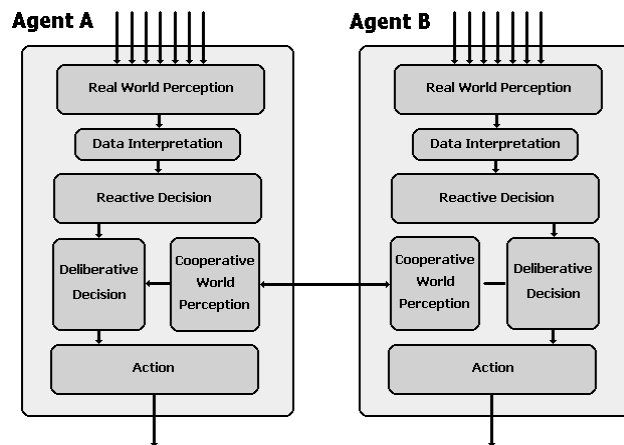 Agent A
Real World Perception
Data Interpretation
Reactive Decision
Deliberative
Decision
Cooperative
World
Perception
Action
Agent B
Real World Perception
Data Interpretation
Reactive Decision
Cooperative
World
Perception
Deliberative
Decision
Action